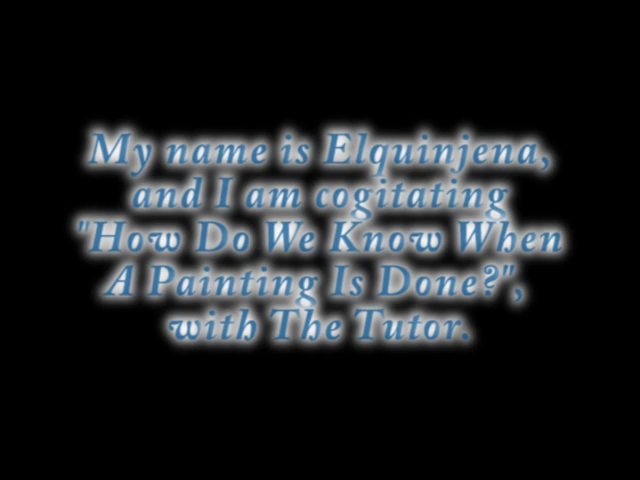 My name is Elquinjena,
and I am cogitating
"How Do We Know When
A Painting Is Done?",
with The Tutor.